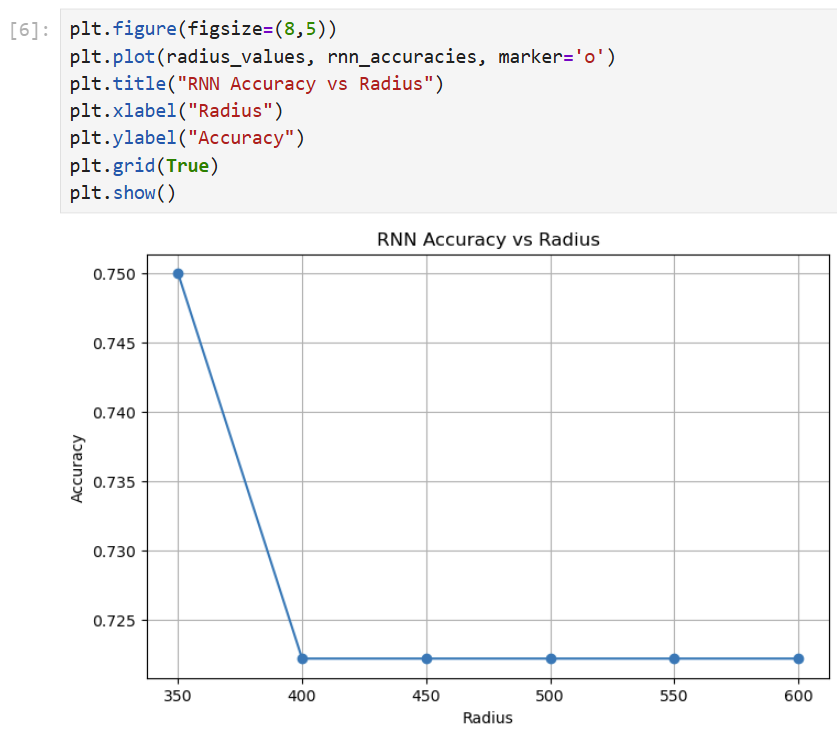 [6]: plt.figure(figsize=(8,5))
plt.plot(radius_values, rnn_accuracies, marker='o')
plt.title("RNN Accuracy vs Radius")
plt.xlabel("Radius")
plt.ylabel("Accuracy")
plt.grid(True)
plt.show()
RNN Accuracy vs Radius
0.750
0.745
0.740
0.735
0.730
0.725
Accuracy
350 400 450 500 550 600
Radius